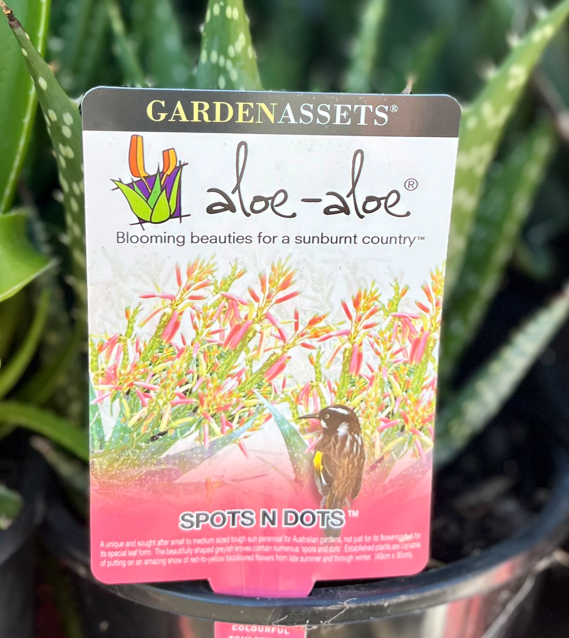 GARDENASSETS®
aloe-aloe®
Blooming beauties for a sunburnt country™
SPOTS N DOTS™
A unique and sought after small to medium sized tough sun perennial for Australian gardens, not just for its flowering but for
its special leaf form. The beautifully shaped greyish leaves contain numerous 'spots and dots'. Established plants are capable
of putting on an amazing show of red-to-yellow bicoloured flowers from late summer and through winter. (40cm x 30cm).
COLOURFUL